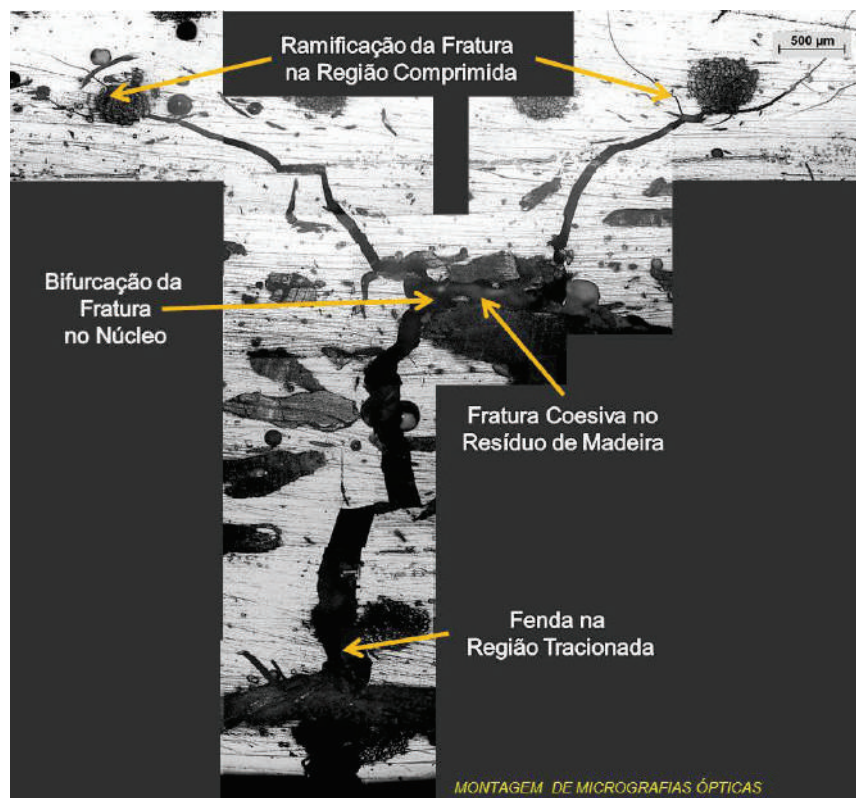 Ramificação da Fratura
na Região Comprimida
500 µm
Bifurcação da
Fratura
no Núcleo
Fratura Coesiva no
Resíduo de Madeira
Fenda na
Região Tracionada
MONTAGEM DE MICROGRAFIAS ÓPTICAS